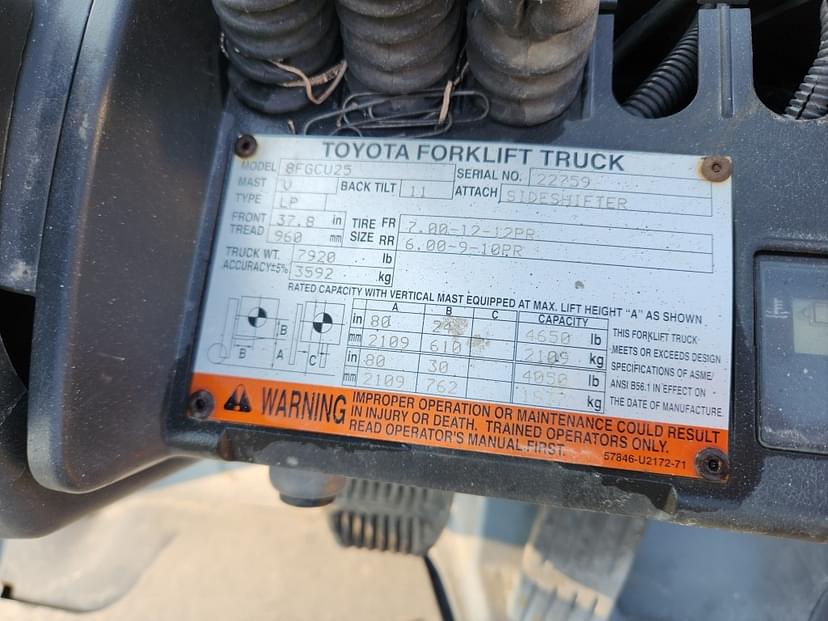 TOYOTA FORKLIFT TRUCK
MODEL 8FGCU25 SERIAL NO. 22759
MAST V BACK TILT 11 ATTACH SIDESHIFTER
TYPE LP
FRONT TREAD 37.8 in 960 mm
TIRE SIZE FR 7.00-12-12PR
RR 6.00-9-10PR
TRUCK WT. 7920 lb
ACCURACY±5% 3592 kg
RATED CAPACITY WITH VERTICAL MAST EQUIPPED AT MAX. LIFT HEIGHT "A" AS SHOWN
A B C CAPACITY
in 80 24 4650 lb
mm 2109 610 2109 kg
in 80 30 4050 lb
mm 2109 762 kg
B B A C
THIS FORKLIFT TRUCK
MEETS OR EXCEEDS DESIGN
SPECIFICATIONS OF ASME/
ANSI B56.1 IN EFFECT ON
THE DATE OF MANUFACTURE.
WARNING
IMPROPER OPERATION OR MAINTENANCE COULD RESULT
IN INJURY OR DEATH. TRAINED OPERATORS ONLY.
READ OPERATOR'S MANUAL FIRST.
57846-U2172-71